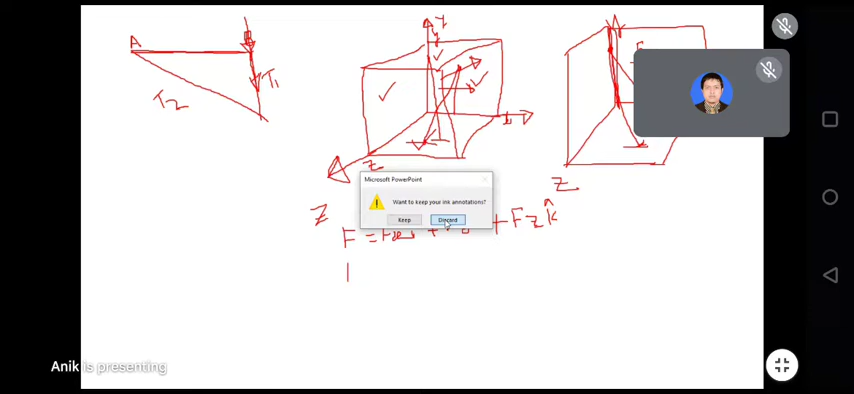 A
B
T1
T2
Y
y
Z
Z
Z
Microsoft PowerPoint
Want to keep your ink annotations?
Keep Discard
F = + Fz k̂
Anik is presenting